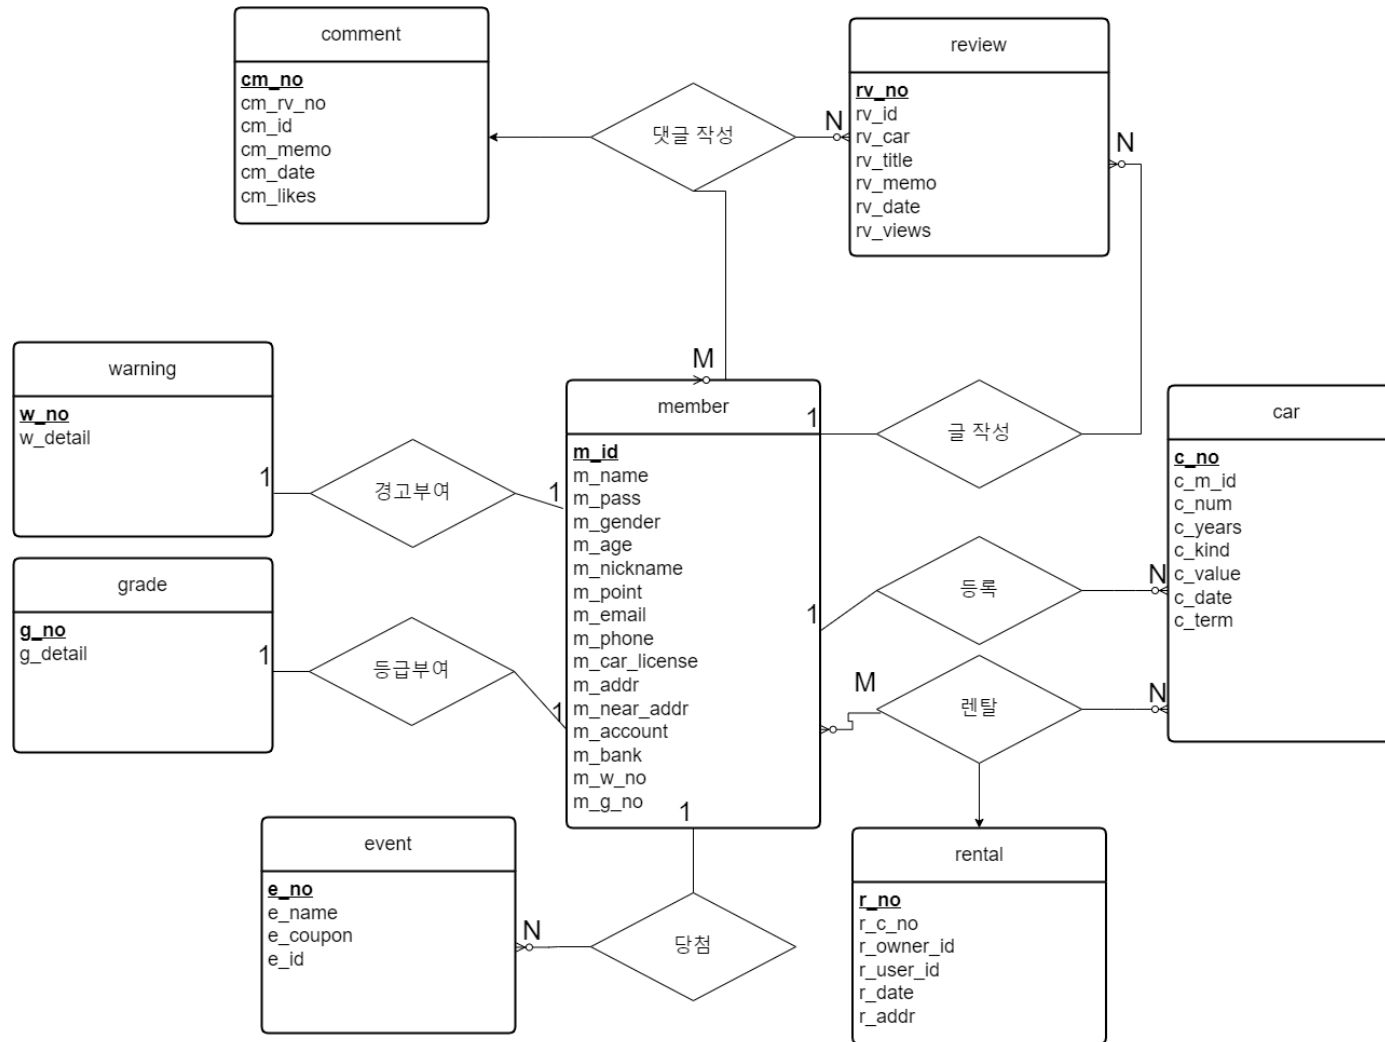 comment
cm_no
cm_rv_no
cm_id
cm_memo
cm_date
cm_likes
댓글 작성
N
review
rv_no
rv_id
rv_car
rv_title
rv_memo
rv_date
rv_views
N
M
warning
w_no
w_detail
1
경고부여
1
grade
g_no
g_detail
1
등급부여
1
member
m_id
m_name
m_pass
m_gender
m_age
m_nickname
m_point
m_email
m_phone
m_car_license
m_addr
m_near_addr
m_account
m_bank
m_w_no
m_g_no
1
글 작성
1
등록
N
M
렌탈
N
car
c_no
c_m_id
c_num
c_years
c_kind
c_value
c_date
c_term
1
event
e_no
e_name
e_coupon
e_id
N
당첨
rental
r_no
r_c_no
r_owner_id
r_user_id
r_date
r_addr